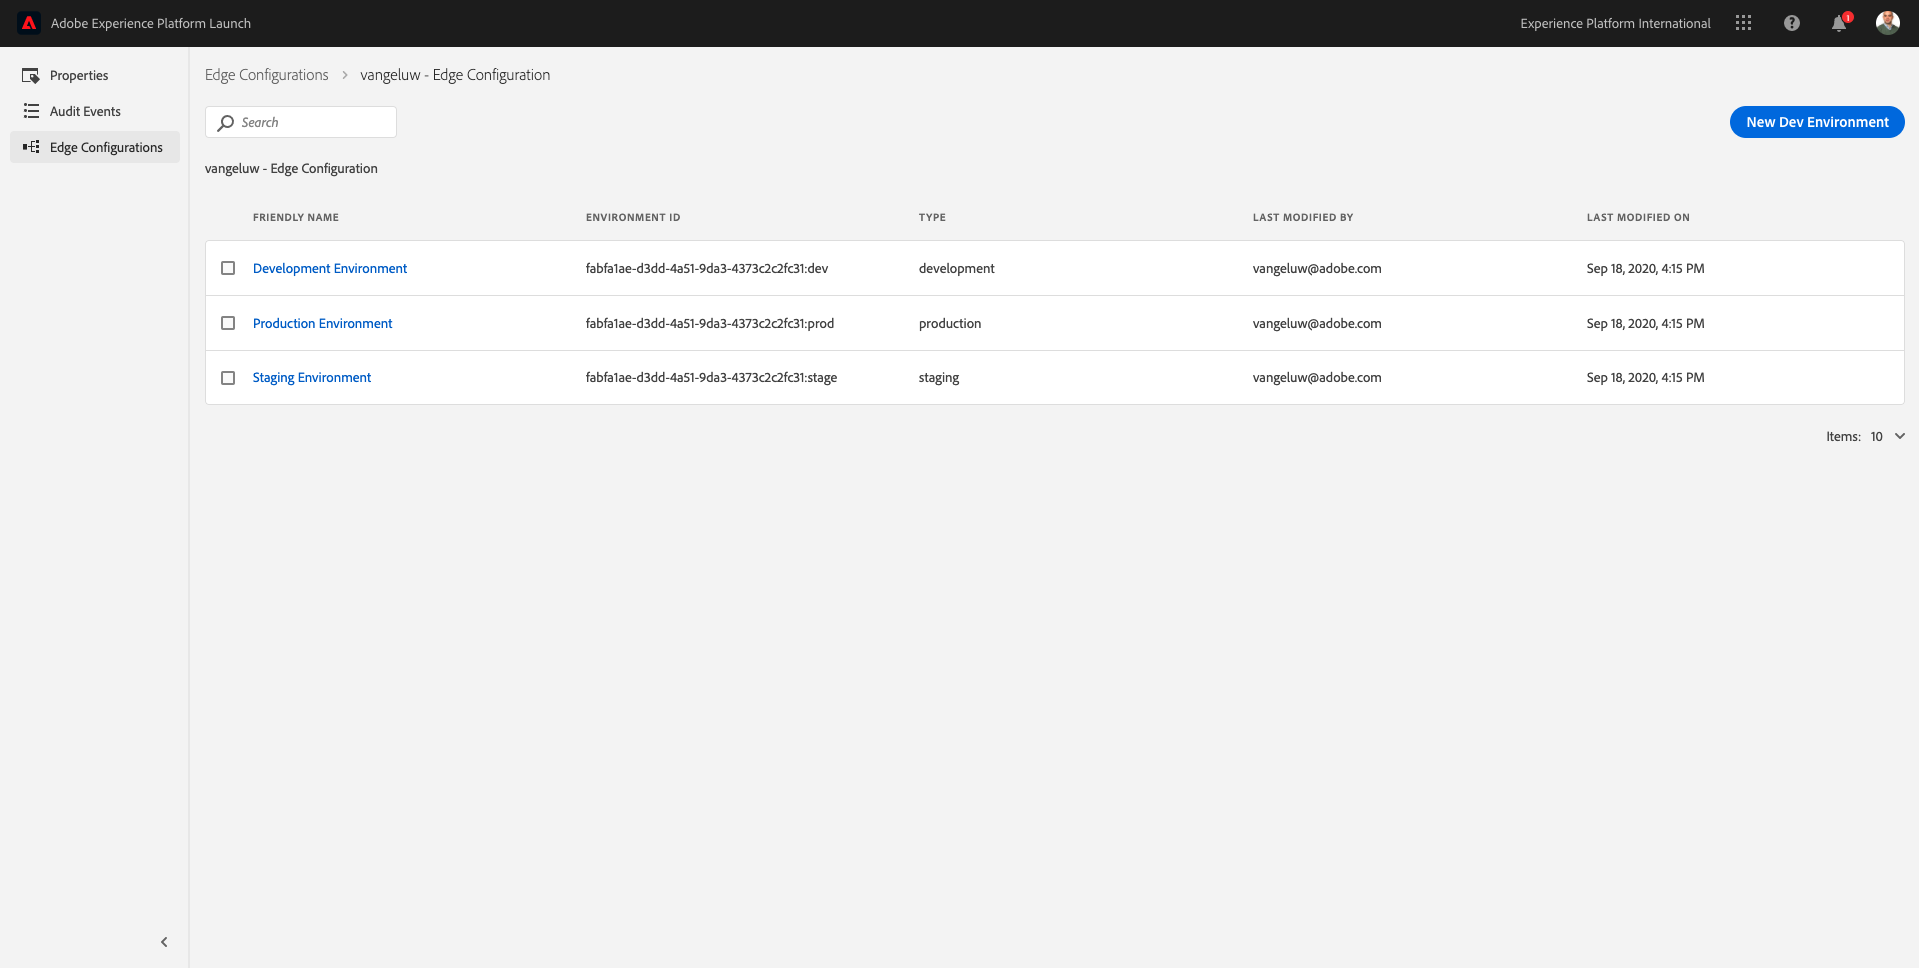 Adobe Experience Platform Launch
Experience Platform International
1
Properties
Audit Events
Edge Configurations
Edge Configurations > vangeluw - Edge Configuration
Search
New Dev Environment
vangeluw - Edge Configuration
FRIENDLY NAME ENVIRONMENT ID TYPE LAST MODIFIED BY LAST MODIFIED ON
Development Environment fabfa1ae-d3dd-4a51-9da3-4373c2c2fc31:dev development vangeluw@adobe.com Sep 18, 2020, 4:15 PM
Production Environment fabfa1ae-d3dd-4a51-9da3-4373c2c2fc31:prod production vangeluw@adobe.com Sep 18, 2020, 4:15 PM
Staging Environment fabfa1ae-d3dd-4a51-9da3-4373c2c2fc31:stage staging vangeluw@adobe.com Sep 18, 2020, 4:15 PM
Items: 10